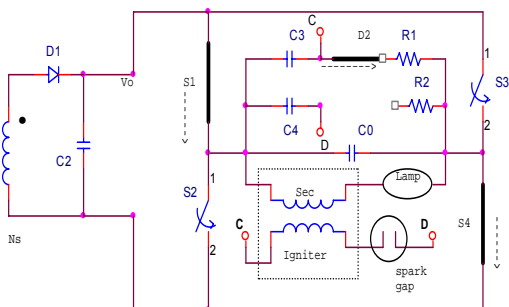 C
C3
D2
R1
D1
1
Vo
S1
R2
S3
C4
2
C2
D
C0
1
Sec
Lamp
S2
C
D
S4
2
Igniter
Ns
spark
gap